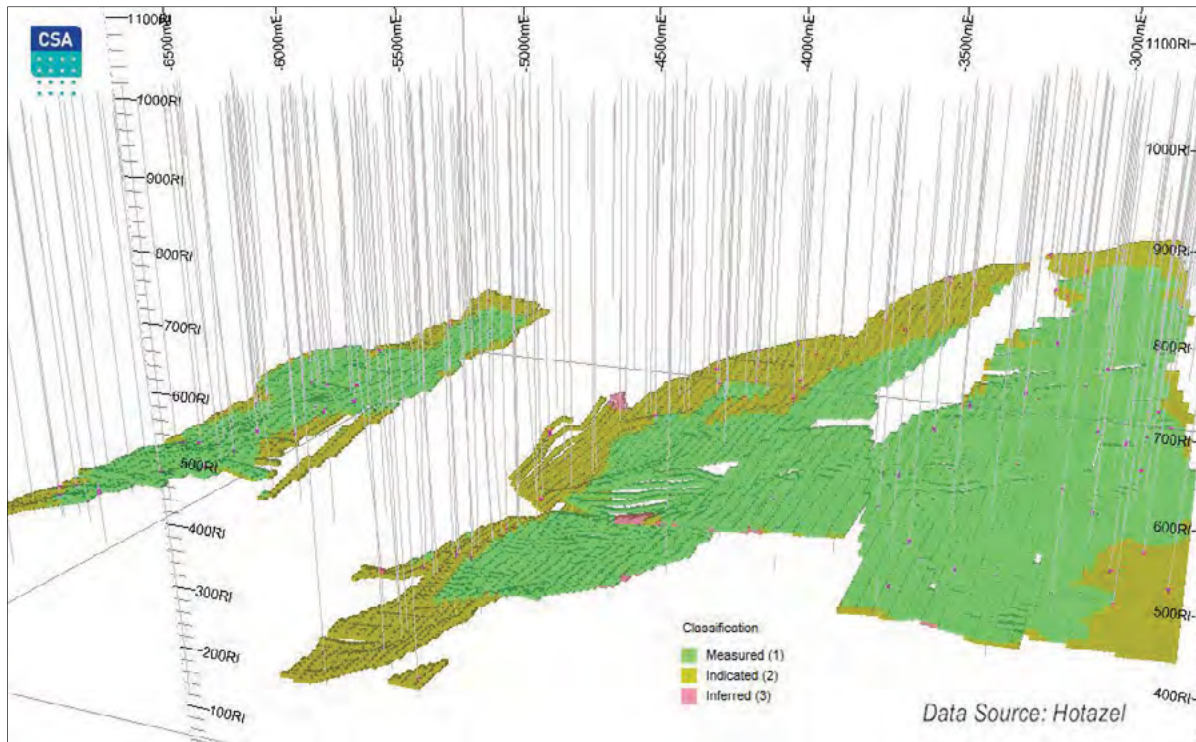 CSA
1100Rl
1000Rl
900Rl
800Rl
700Rl
600Rl
500Rl
400Rl
300Rl
200Rl
100Rl
-6500mE
-6000mE
-5500mE
-5000mE
-4500mE
-4000mE
-3500mE
-3000mE
1100Rl
1000Rl
900Rl
800Rl
700Rl
600Rl
500Rl
400Rl
Classification
Measured (1)
Indicated (2)
Inferred (3)
Data Source: Hotazel